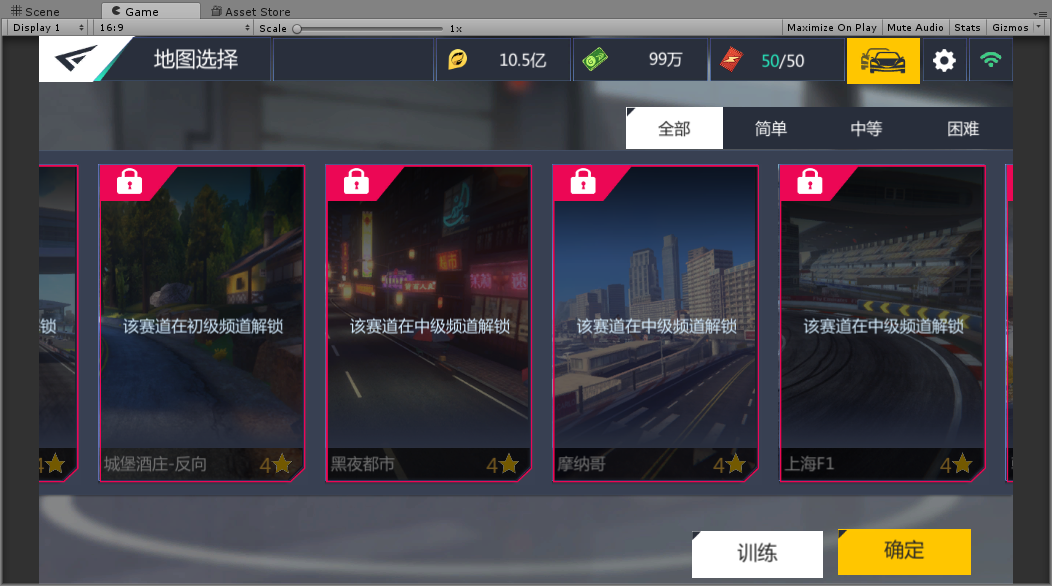 Scene Game Asset Store
Display 1 16:9 Scale 1x Maximize On Play Mute Audio Stats Gizmos
地图选择 10.5亿 99万 50/50
全部 简单 中等 困难
锁 该赛道在初级频道解锁 该赛道在中级频道解锁 该赛道在中级频道解锁 该赛道在中级频道解锁
4 城堡酒庄-反向 4 黑夜都市 4 摩纳哥 4 上海F1 4
训练 确定